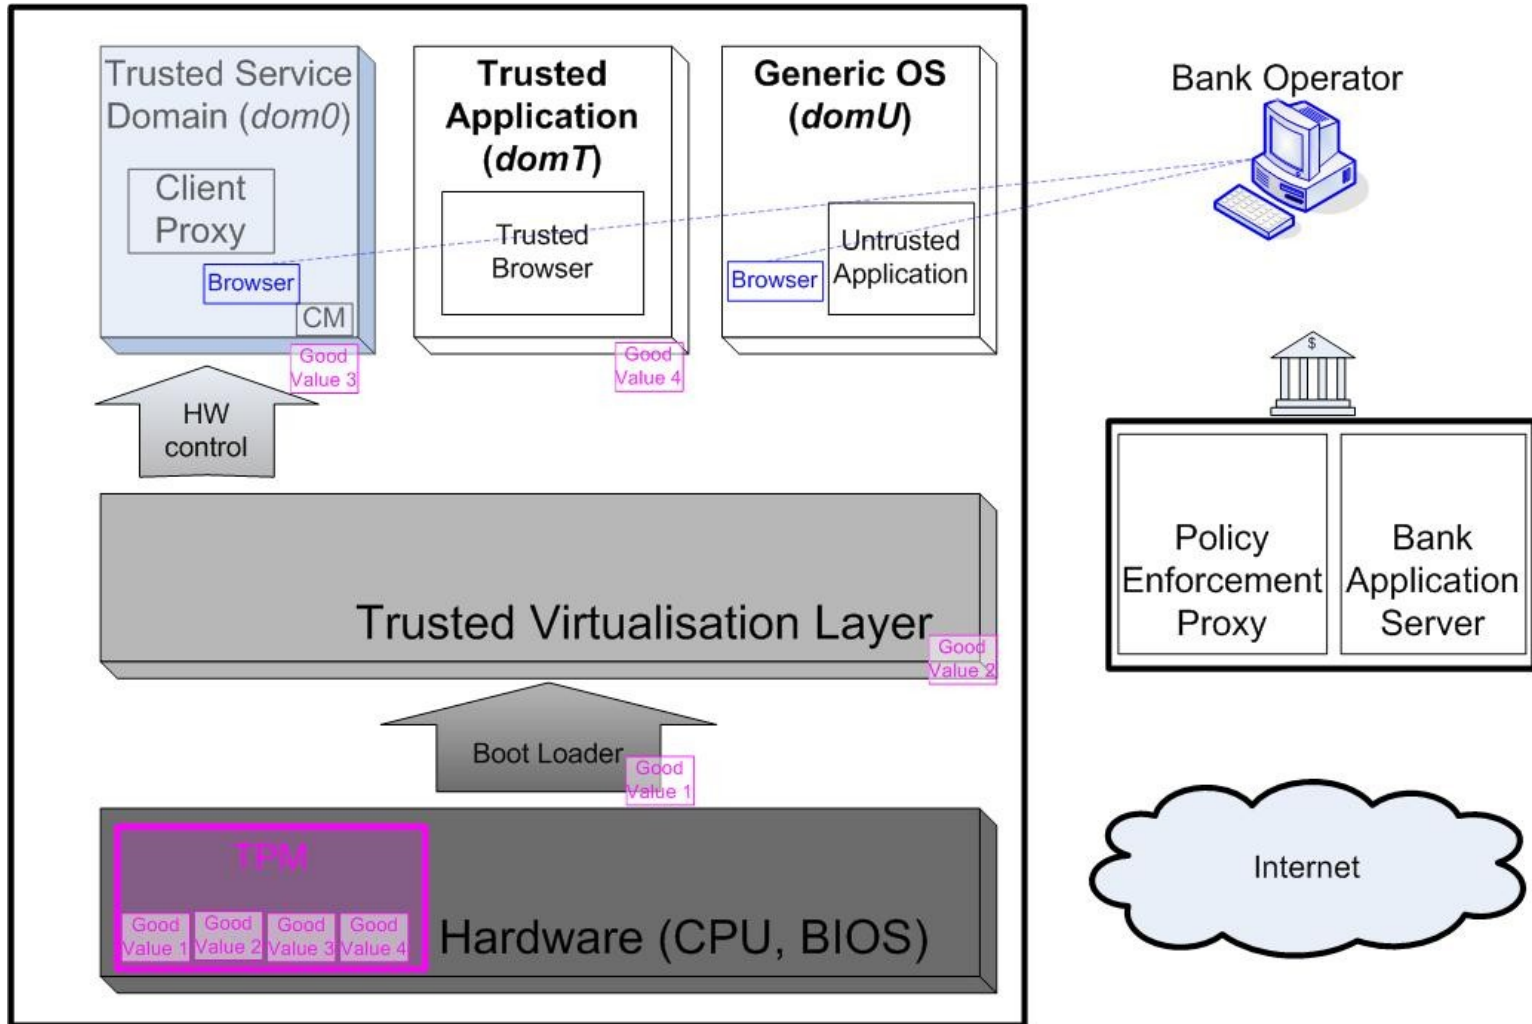 Trusted Service
Domain (dom0)
Client
Proxy
Browser
CM
Good
Value 3
Trusted
Application
(domT)
Trusted
Browser
Good
Value 4
Generic OS
(domU)
Browser
Untrusted
Application
Bank Operator
$
HW
control
Policy
Enforcement
Proxy
Bank
Application
Server
Trusted Virtualisation Layer
Good
Value 2
Boot Loader
Good
Value 1
TPM
Good
Value 1
Good
Value 2
Good
Value 3
Good
Value 4
Hardware (CPU, BIOS)
Internet